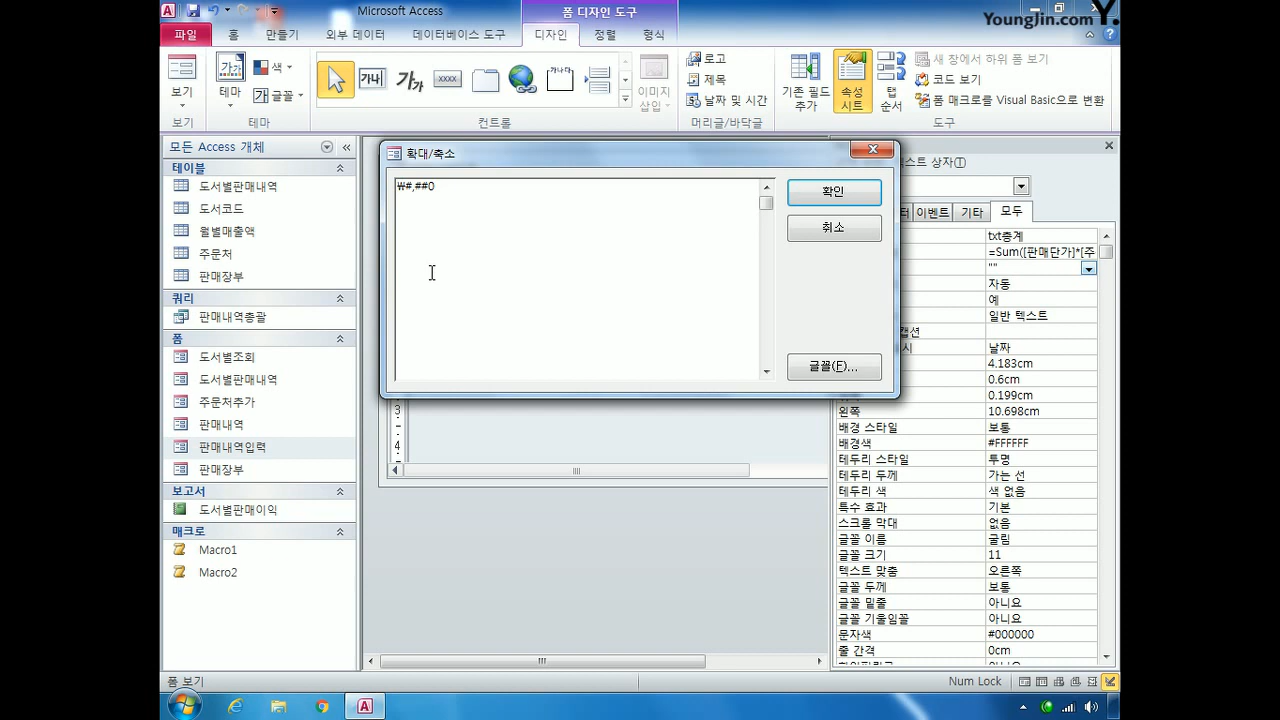 Microsoft Access
폼 디자인 도구
YoungJin.com Y.
파일
홈
만들기
외부 데이터
데이터베이스 도구
디자인
정렬
형식
보기
가가
테마
색
가 글꼴
가나
가가
xxxx
가나다
이미지
삽입
로고
제목
날짜 및 시간
기존 필드
추가
속성
시트
탭
순서
새 창에서 하위 폼 보기
코드 보기
폼 매크로를 Visual Basic으로 변환
보기
테마
컨트롤
머리글/바닥글
도구
모든 Access 개체
테이블
도서별판매내역
도서코드
월별매출액
주문처
판매장부
쿼리
판매내역총괄
폼
도서별조회
도서별판매내역
주문처추가
판매내역
판매내역입력
판매장부
보고서
도서별판매이익
매크로
Macro1
Macro2
확대/축소
₩#,##0
확인
취소
글꼴(F)...
3
4
스트 상자(I)
터
이벤트
기타
모두
txt총계
=Sum([판매단가]*[주
""
자동
예
일반 텍스트
캡션
시 날짜
4.183cm
0.6cm
0.199cm
왼쪽 10.698cm
배경 스타일 보통
배경색 #FFFFFF
테두리 스타일 투명
테두리 두께 가는 선
테두리 색 색 없음
특수 효과 기본
스크롤 막대 없음
글꼴 이름 굴림
글꼴 크기 11
텍스트 맞춤 오른쪽
글꼴 두께 보통
글꼴 밑줄 아니요
글꼴 기울임꼴 아니요
문자색 #000000
줄 간격 0cm
폼 보기
Num Lock